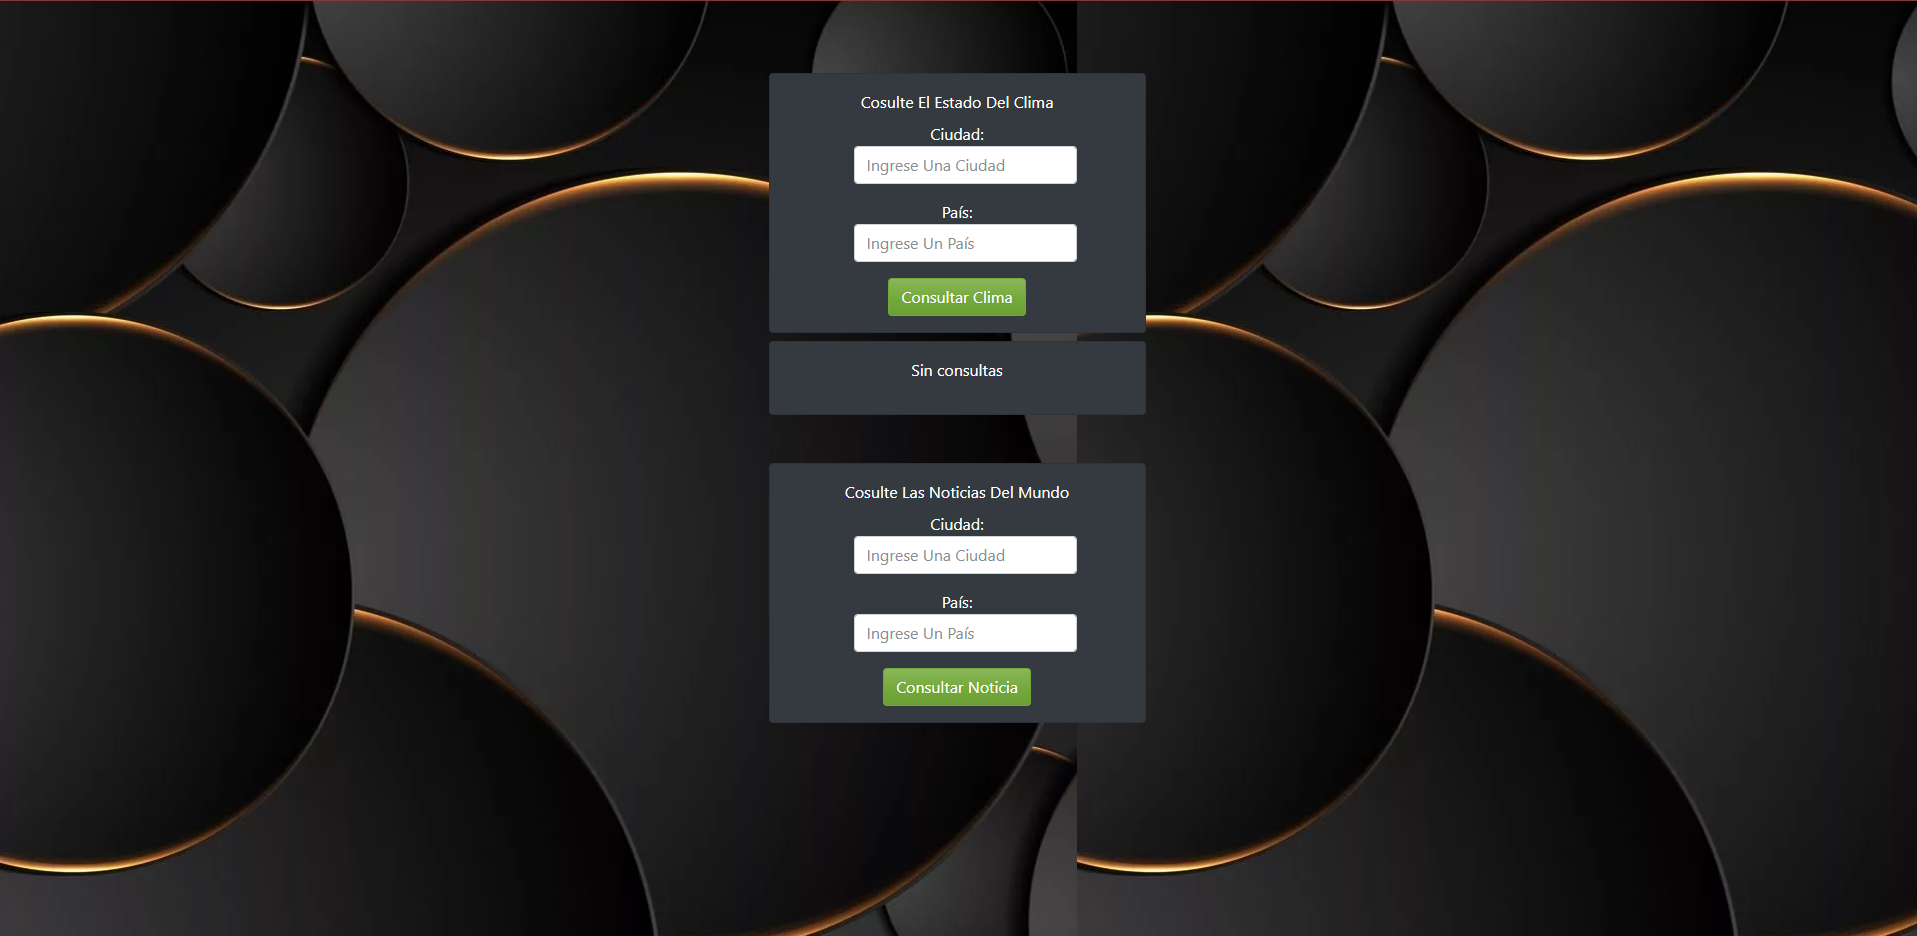 Cosulte El Estado Del Clima
Ciudad:
Ingrese Una Ciudad
País:
Ingrese Un País
Consultar Clima
Sin consultas
Cosulte Las Noticias Del Mundo
Ciudad:
Ingrese Una Ciudad
País:
Ingrese Un País
Consultar Noticia